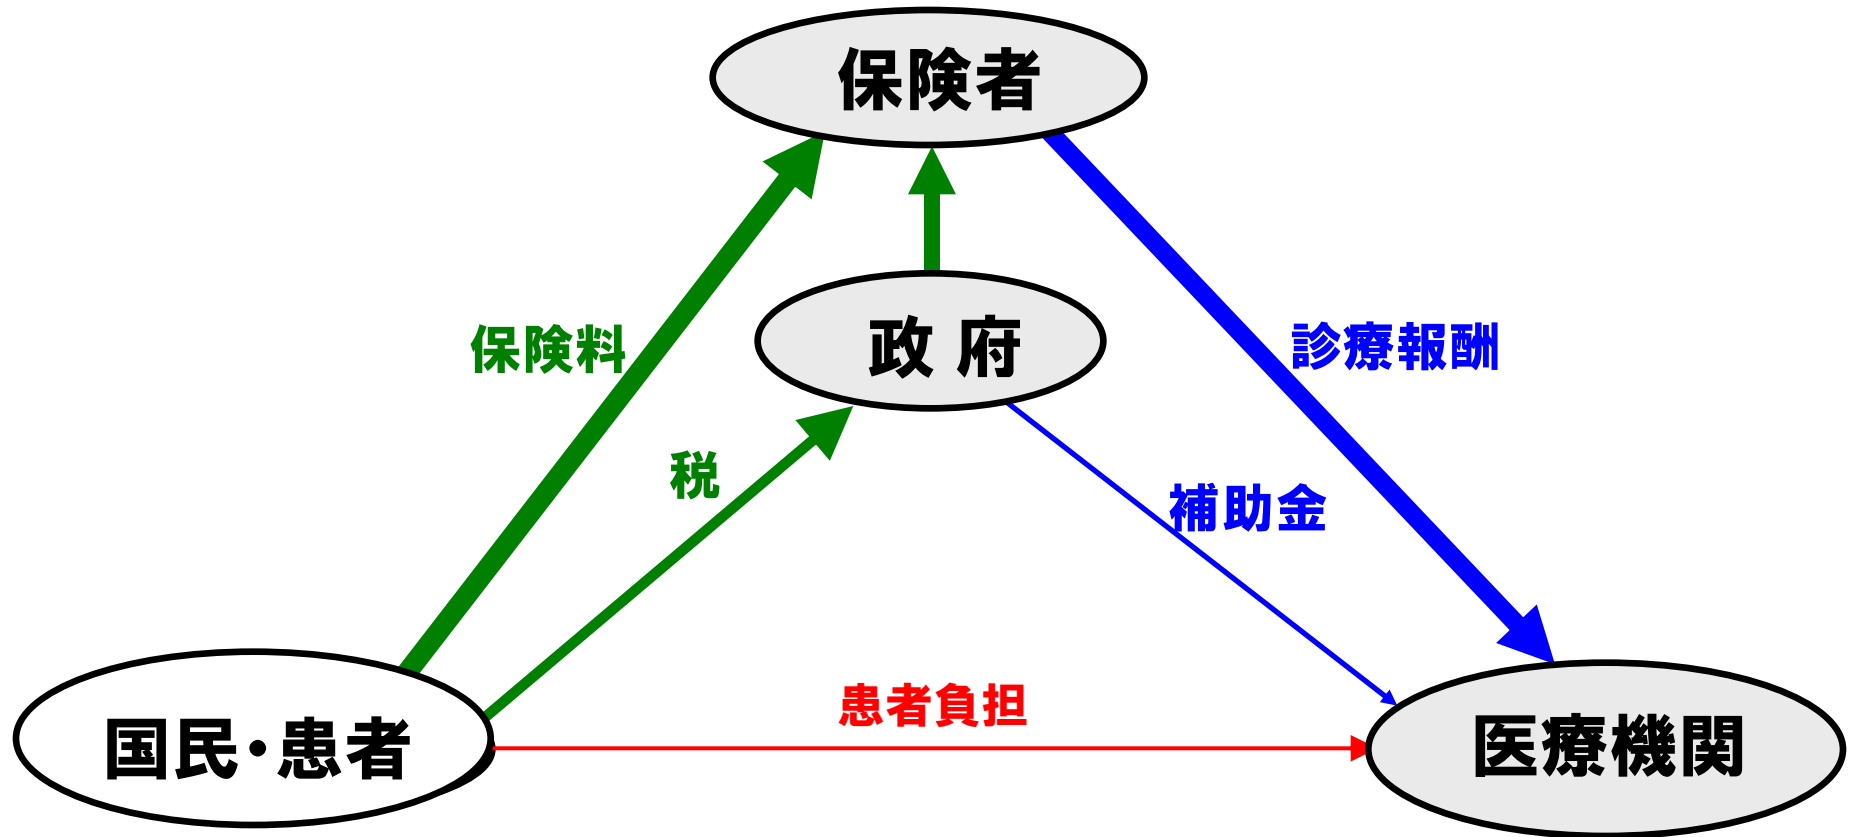 保険者
政 府
保険料
診療報酬
税
補助金
患者負担
国民・患者
医療機関